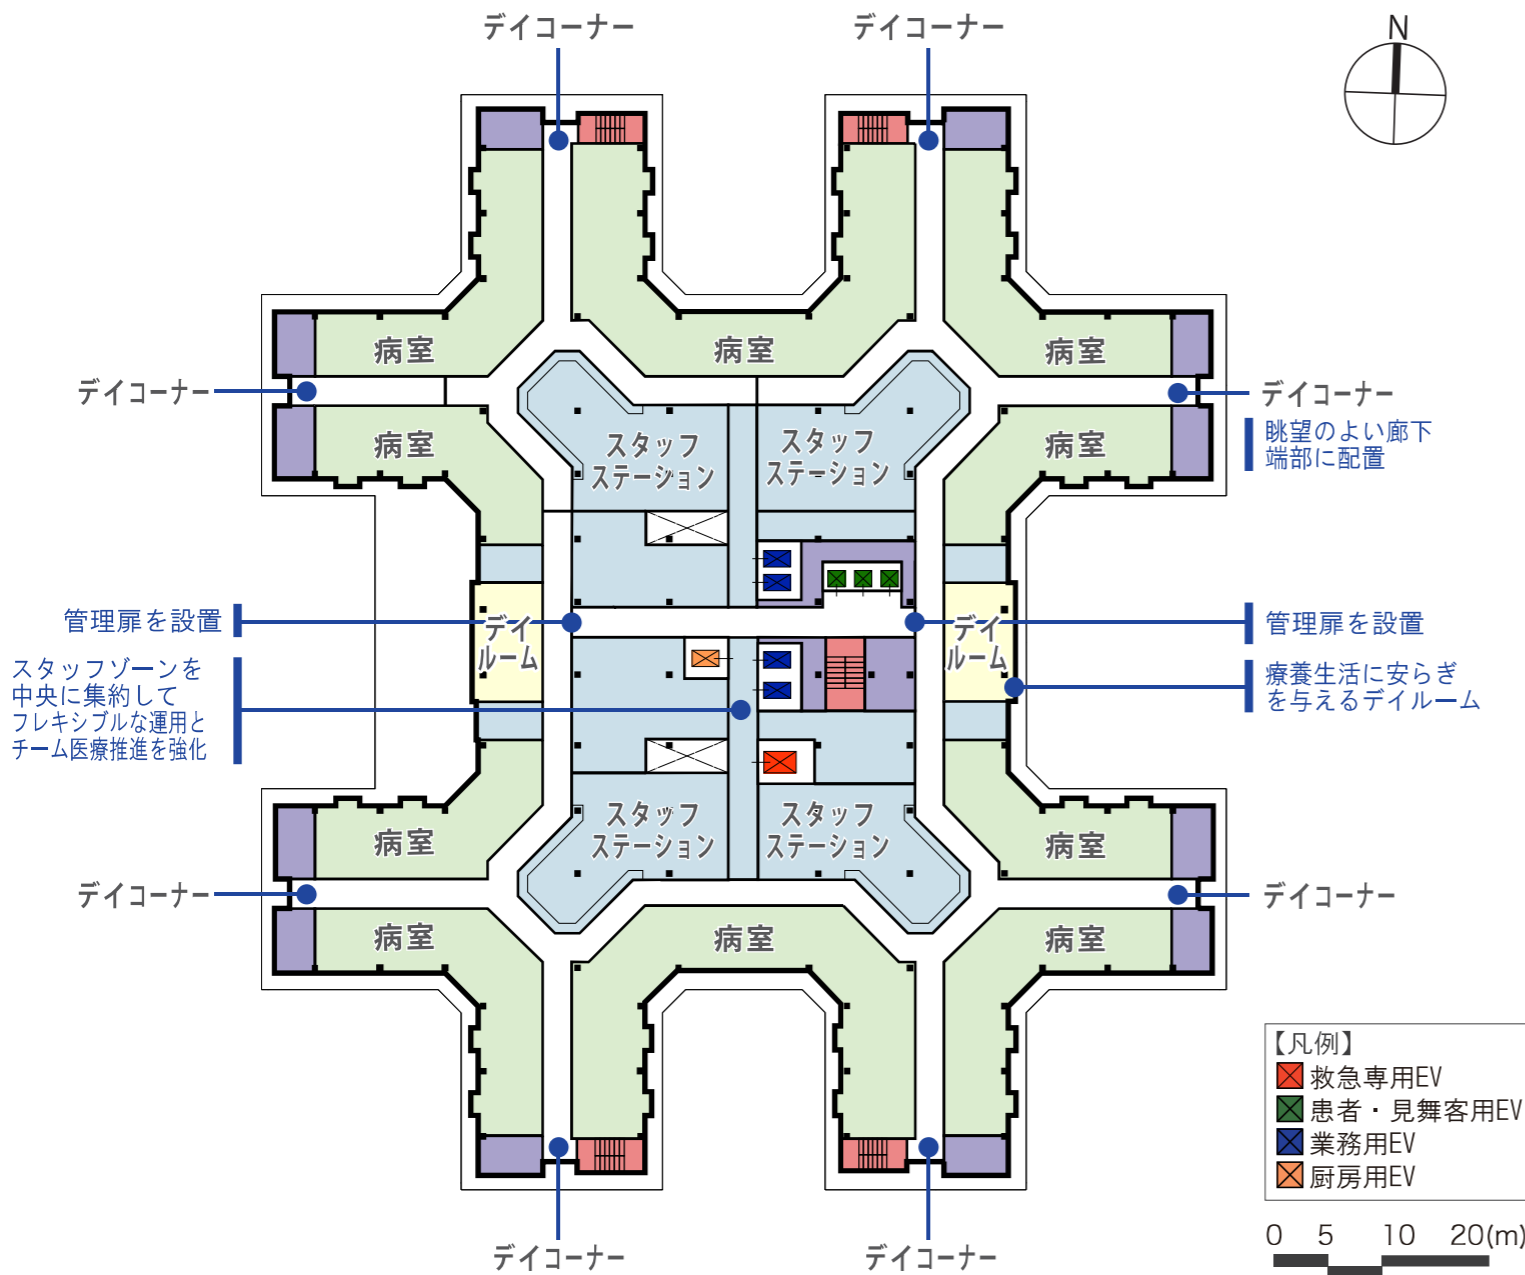 デイコーナー
デイコーナー
N
病室
病室
病室
デイコーナー
デイコーナー
病室
スタッフ
ステーション
スタッフ
ステーション
病室
眺望のよい廊下
端部に配置
管理扉を設置
デイ
ルーム
デイ
ルーム
管理扉を設置
スタッフゾーンを
中央に集約して
フレキシブルな運用と
チーム医療推進を強化
療養生活に安らぎ
を与えるデイルーム
病室
スタッフ
ステーション
スタッフ
ステーション
病室
デイコーナー
デイコーナー
病室
病室
病室
デイコーナー
デイコーナー
【凡例】
救急専用EV
患者・見舞客用EV
業務用EV
厨房用EV
0 5 10 20(m)